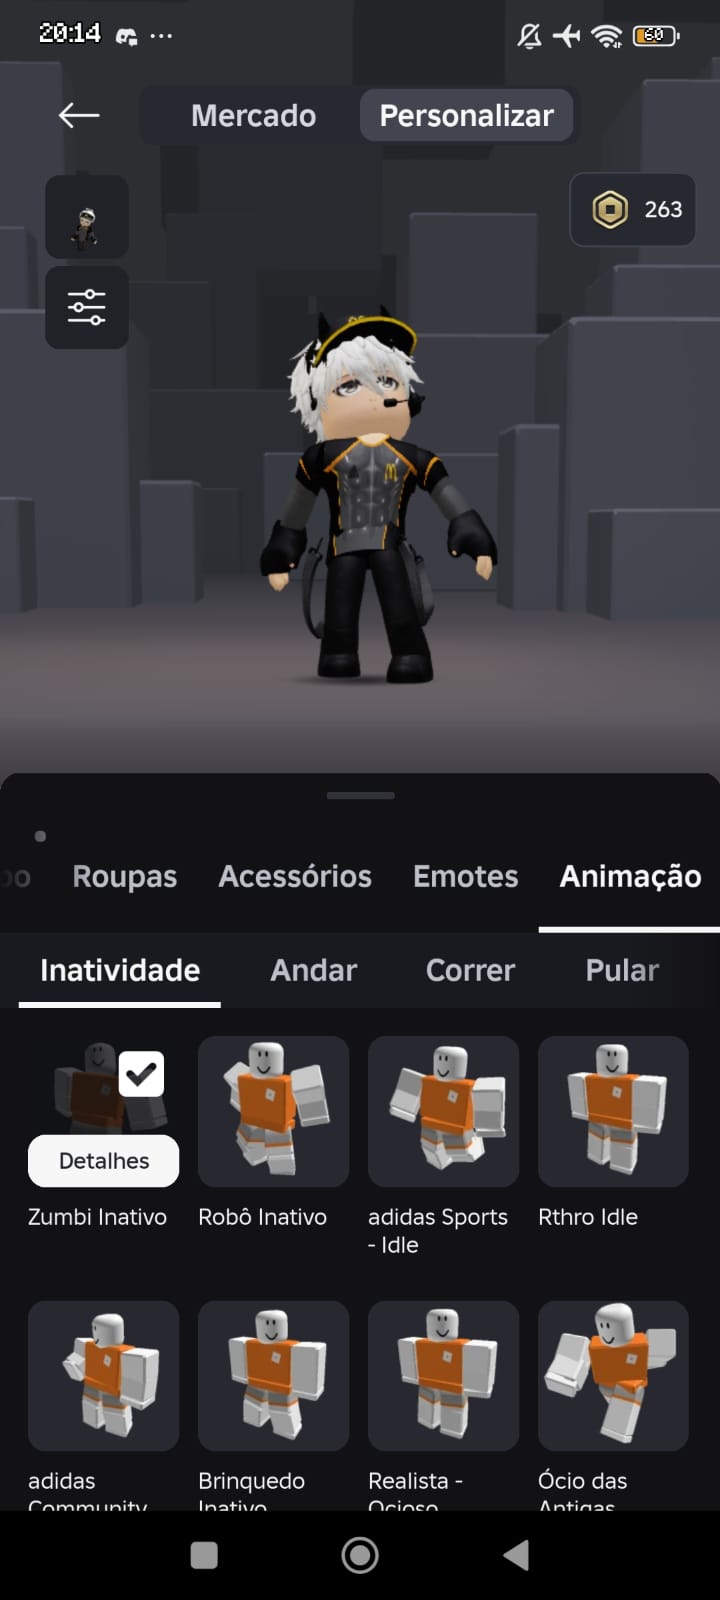 20:14
60
Mercado
Personalizar
263
Roupas
Acessórios
Emotes
Animação
Inatividade
Andar
Correr
Pular
Detalhes
Zumbi Inativo
Robô Inativo
adidas Sports
- Idle
Rthro Idle
adidas
Community
Brinquedo
Inativo
Realista -
Ocioso
Ócio das
Antigas